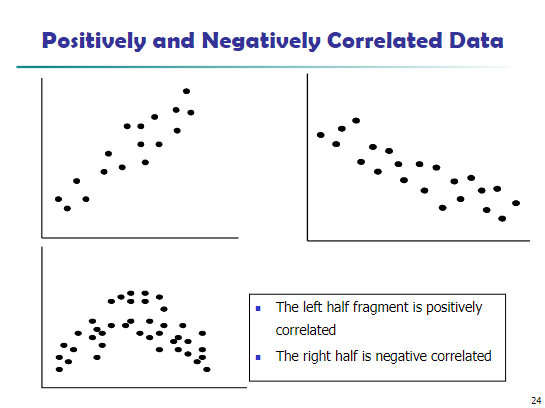 Positively and Negatively Correlated Data
▪ The left half fragment is positively
correlated
▪ The right half is negative correlated
24